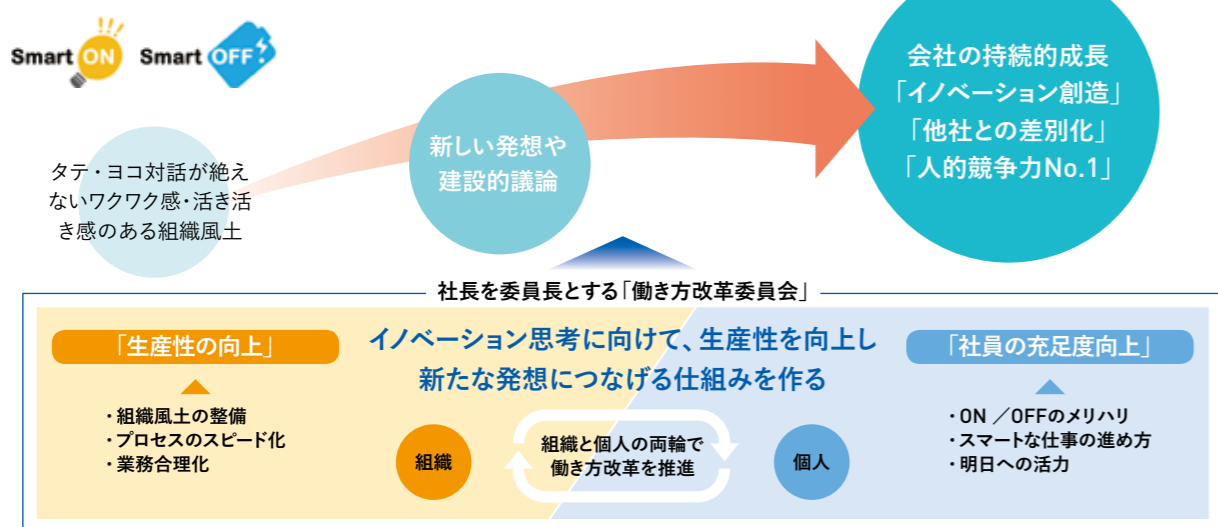 Smart ON Smart OFF
会社の持続的成長
「イノベーション創造」
「他社との差別化」
「人的競争力No.1」
新しい発想や
建設的議論
タテ・ヨコ対話が絶え
ないワクワク感・活き活
き感のある組織風土
社長を委員長とする「働き方改革委員会」
「生産性の向上」
・組織風土の整備
・プロセスのスピード化
・業務合理化
イノベーション思考に向けて、生産性を向上し
新たな発想につなげる仕組みを作る
組織
組織と個人の両輪で
働き方改革を推進
個人
「社員の充足度向上」
・ON ／OFFのメリハリ
・スマートな仕事の進め方
・明日への活力